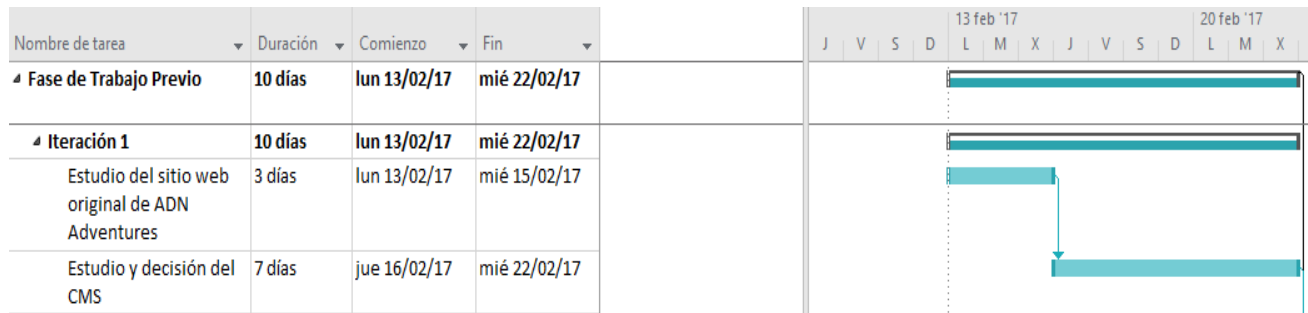 13 feb '17 20 feb '17
Nombre de tarea Duración Comienzo Fin J V S D L M X J V S D L M X
Fase de Trabajo Previo 10 días lun 13/02/17 mié 22/02/17
Iteración 1 10 días lun 13/02/17 mié 22/02/17
Estudio del sitio web 3 días lun 13/02/17 mié 15/02/17
original de ADN
Adventures
Estudio y decisión del 7 días jue 16/02/17 mié 22/02/17
CMS